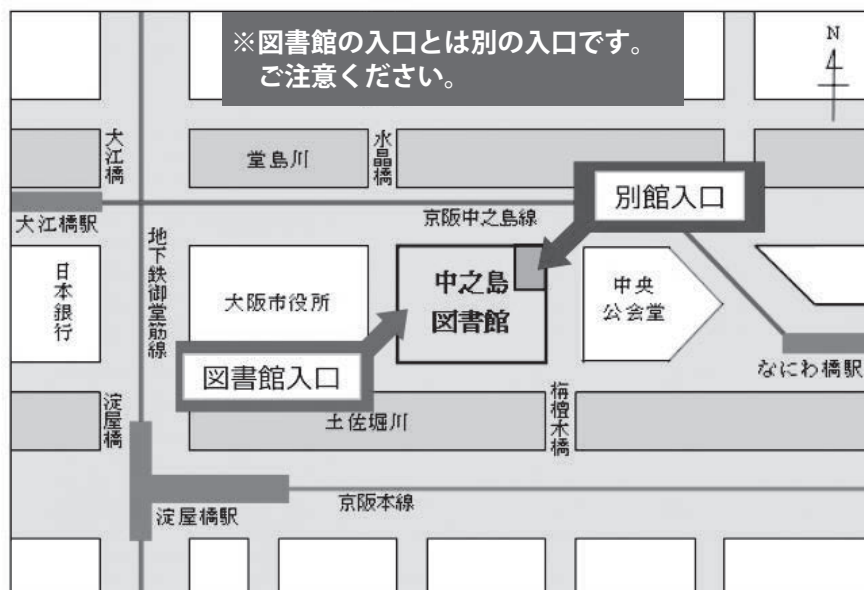 ※図書館の入口とは別の入口です。
ご注意ください。
N
大江橋
堂島川
水晶橋
別館入口
大江橋駅
京阪中之島線
日本銀行
地下鉄御堂筋線
大阪市役所
中之島
図書館
中央
公会堂
図書館入口
なにわ橋駅
淀屋橋
土佐堀川
栴檀木橋
淀屋橋駅
京阪本線